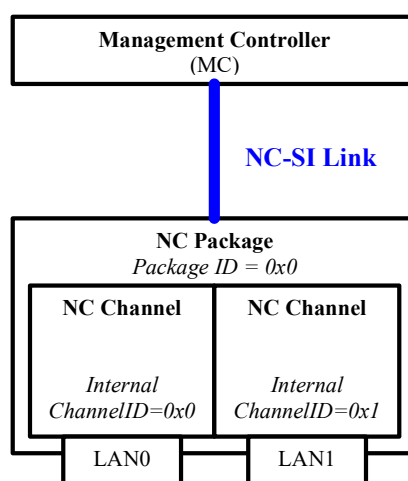 Management Controller
(MC)
NC-SI Link
NC Package
Package ID = 0x0
NC Channel
NC Channel
Internal
ChannelID=0x0
Internal
ChannelID=0x1
LAN0
LAN1